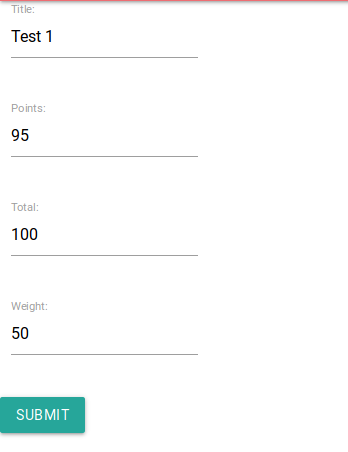 Title:
Test 1
Points:
95
Total:
100
Weight:
50
SUBMIT